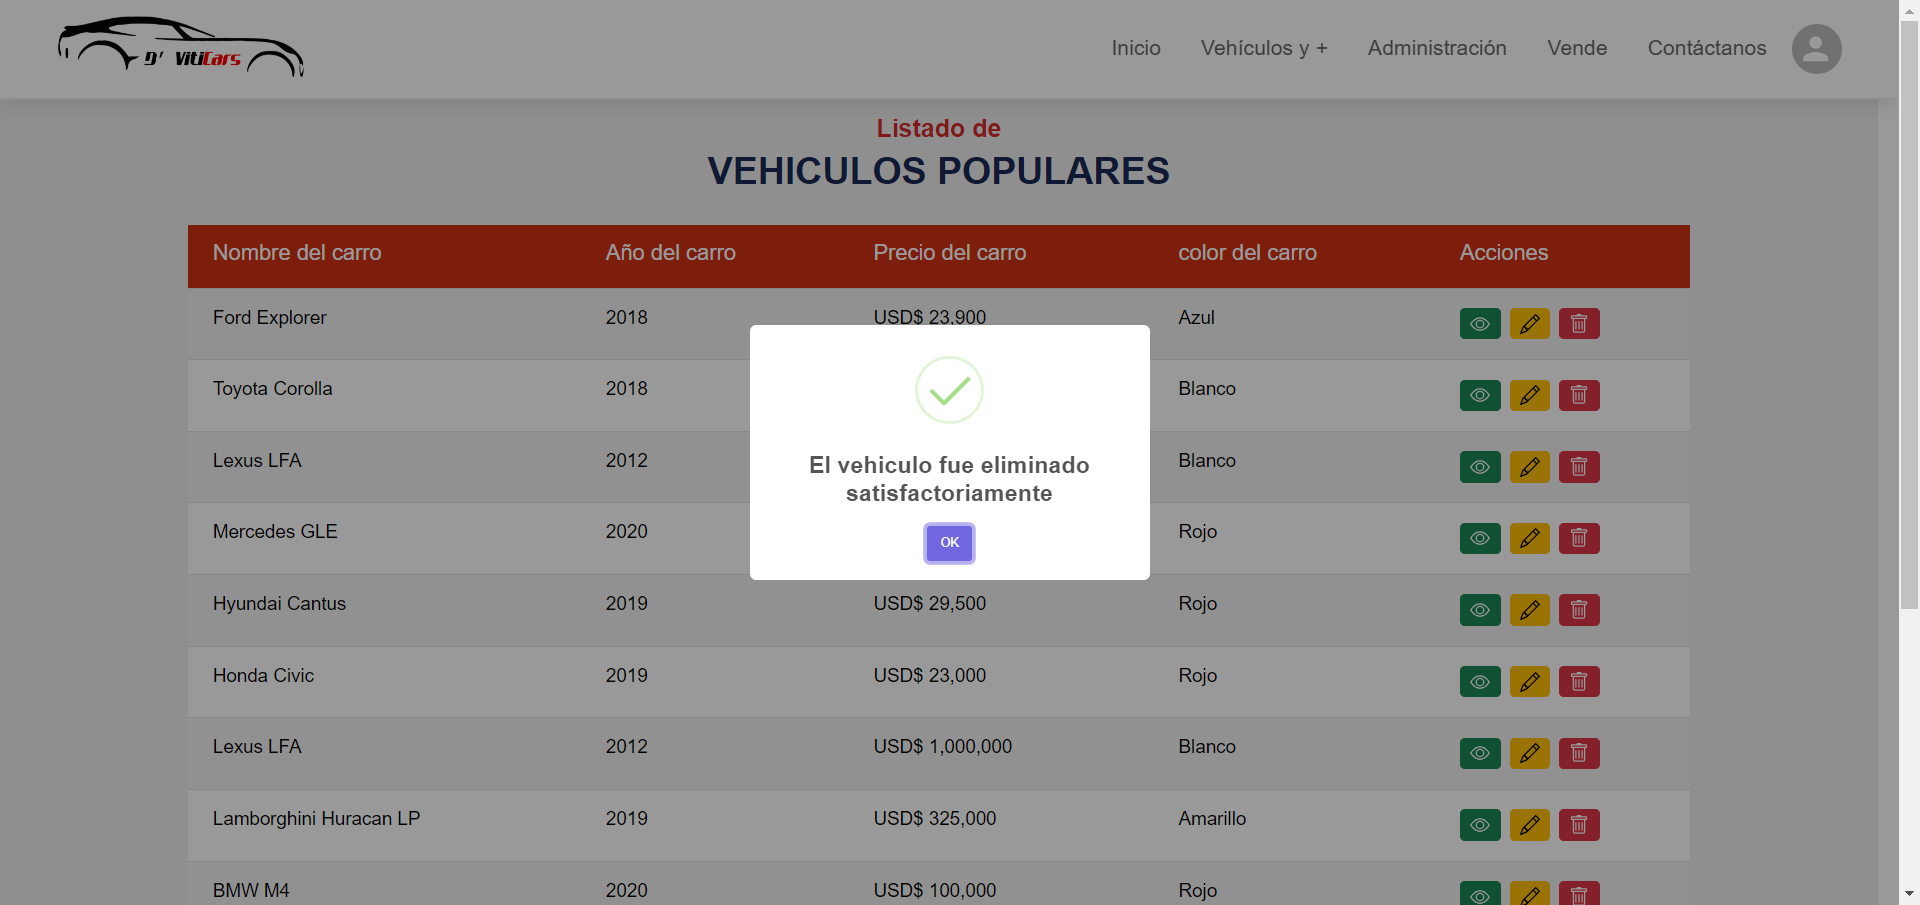 D' VitiCars
Inicio Vehículos y + Administración Vende Contáctanos
Listado de
VEHICULOS POPULARES
Nombre del carro Año del carro Precio del carro color del carro Acciones
Ford Explorer 2018 USD$ 23,900 Azul
Toyota Corolla 2018 Blanco
Lexus LFA 2012 Blanco
Mercedes GLE 2020 Rojo
El vehiculo fue eliminado
satisfactoriamente
OK
Hyundai Cantus 2019 USD$ 29,500 Rojo
Honda Civic 2019 USD$ 23,000 Rojo
Lexus LFA 2012 USD$ 1,000,000 Blanco
Lamborghini Huracan LP 2019 USD$ 325,000 Amarillo
BMW M4 2020 USD$ 100,000 Rojo